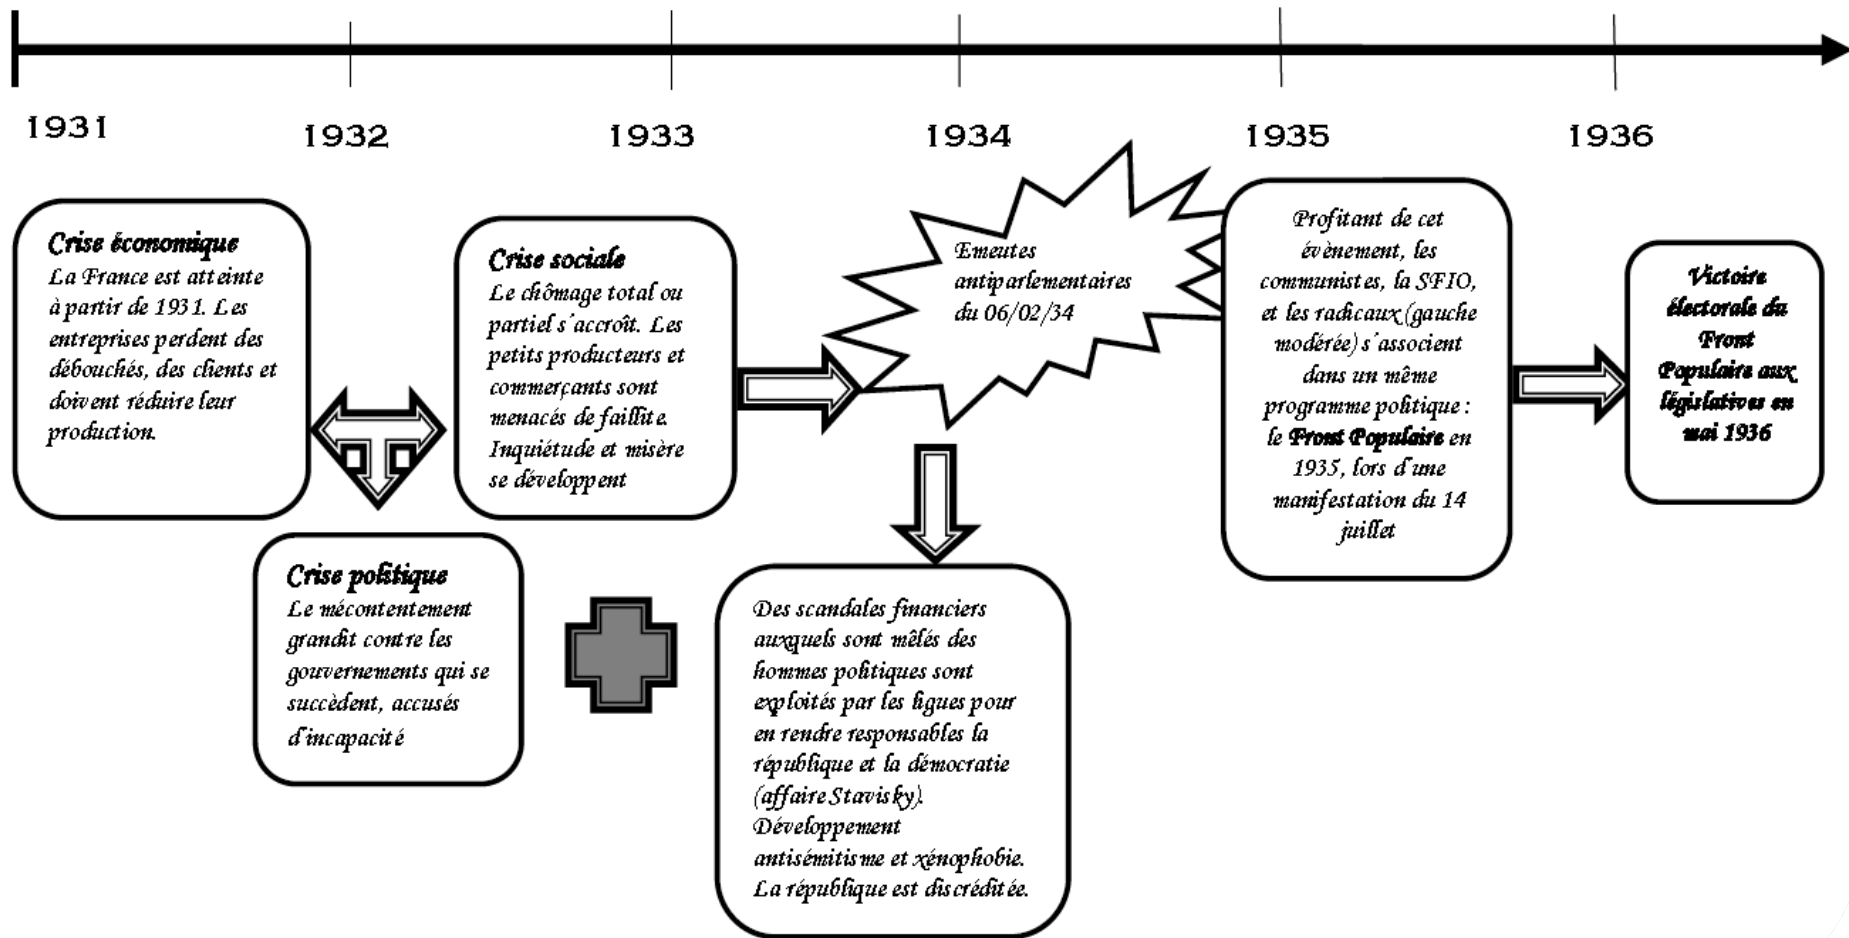 1931
1932
1933
1934
1935
1936
Crise économique
La France est atteinte
à partir de 1931. Les
entreprises perdent des
débouchés, des clients et
doivent réduire leur
production.
Crise sociale
Le chômage total ou
partiel s'accroît. Les
petits producteurs et
commerçants sont
menacés de faillite.
Inquiétude et misère
se développent
Emeutes
antiparlementaires
du 06/02/34
Profitant de cet
évènement, les
communistes, la SFIO,
et les radicaux (gauche
modérée) s'associent
dans un même
programme politique :
le Front Populaire en
1935, lors d'une
manifestation du 14
juillet
Victoire
électorale du
Front
Populaire aux
législatives en
mai 1936
Crise politique
Le mécontentement
grandit contre les
gouvernements qui se
succèdent, accusés
d'incapacité
Des scandales financiers
auxquels sont mêlés des
hommes politiques sont
exploités par les ligues pour
en rendre responsables la
république et la démocratie
(affaire Stavisky).
Développement
antisémitisme et xénophobie.
La république est discréditée.